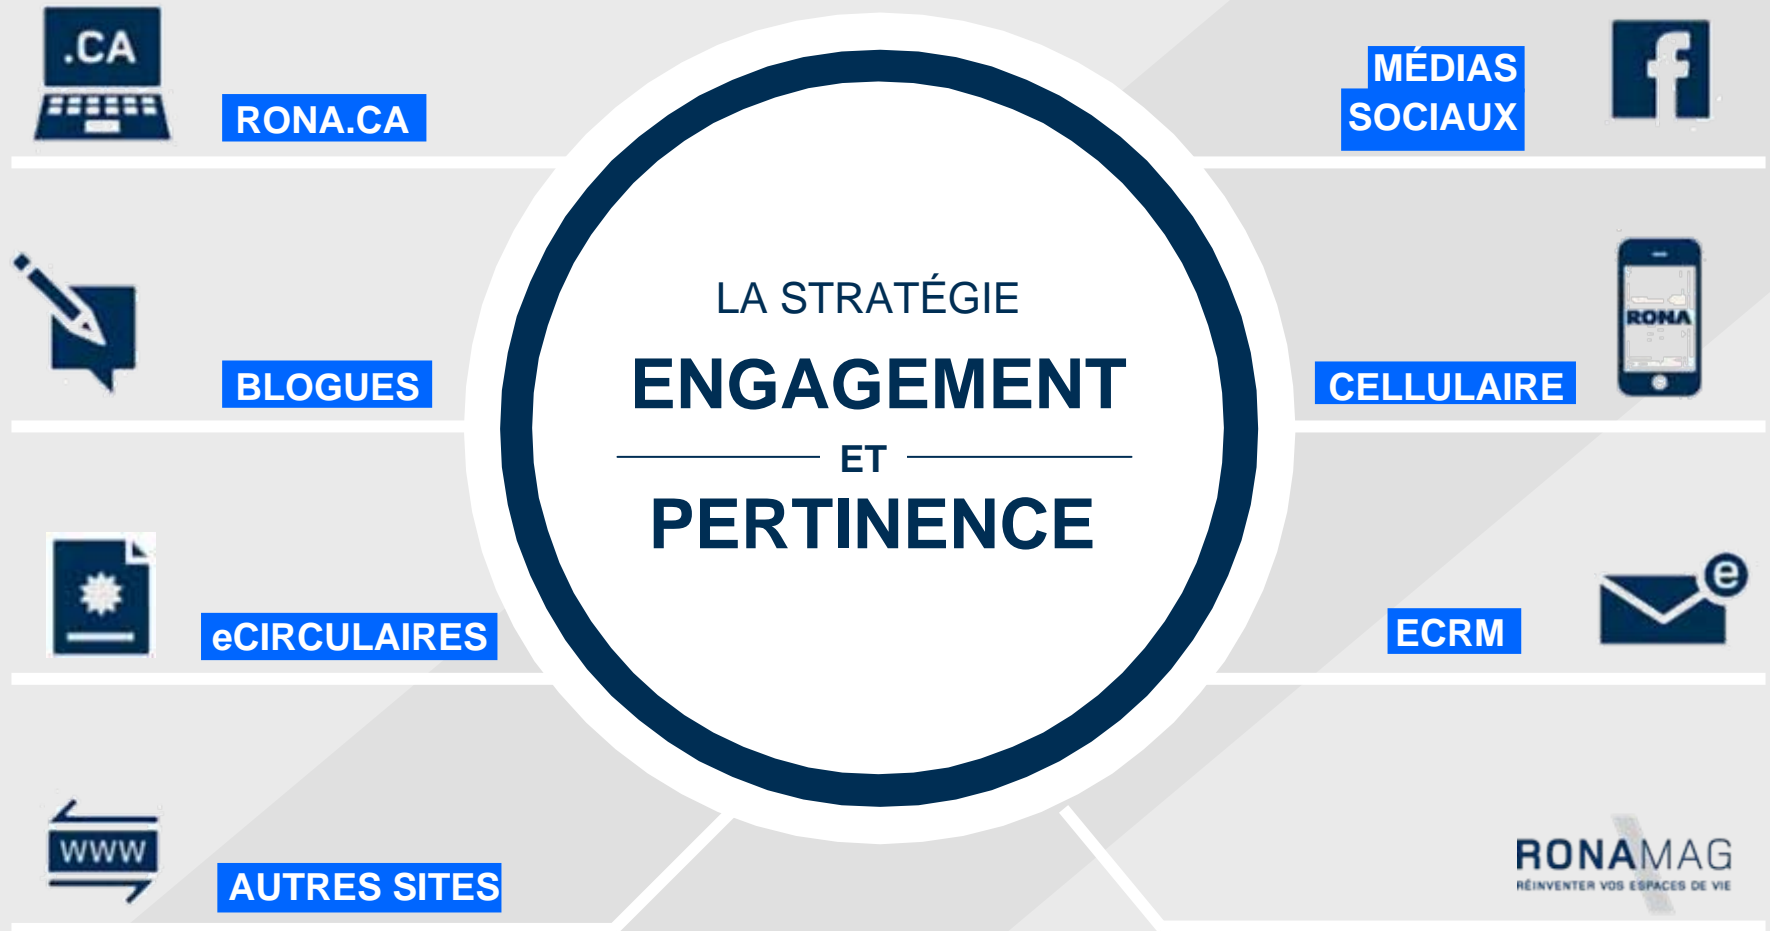 .CA
RONA.CA
BLOGUES
eCIRCULAIRES
WWW
AUTRES SITES
LA STRATÉGIE
ENGAGEMENT
ET
PERTINENCE
MÉDIAS
SOCIAUX
f
RONA
CELLULAIRE
e
ECRM
RONAMAG
RÉINVENTER VOS ESPACES DE VIE